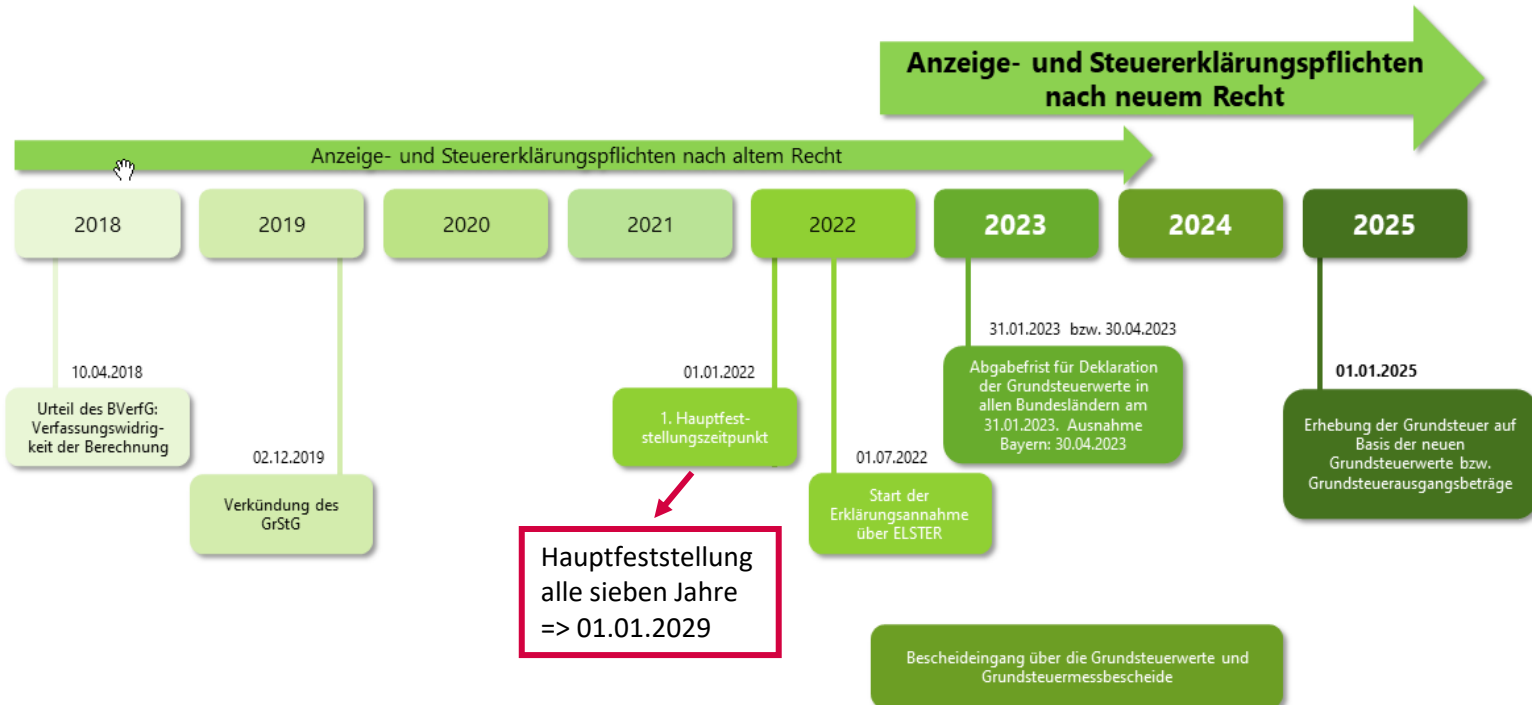 Anzeige- und Steuererklärungspflichten
nach neuem Recht
Anzeige- und Steuererklärungspflichten nach altem Recht
2018
2019
2020
2021
2022
2023
2024
2025
10.04.2018
Urteil des BVerfG:
Verfassungswidrig-
keit der Berechnung
02.12.2019
Verkündung des
GrStG
01.01.2022
1. Hauptfest-
stellungszeitpunkt
Hauptfeststellung
alle sieben Jahre
=> 01.01.2029
01.07.2022
Start der
Erklärungsannahme
über ELSTER
31.01.2023 bzw. 30.04.2023
Abgabefrist für Deklaration
der Grundsteuerwerte in
allen Bundesländern am
31.01.2023. Ausnahme
Bayern: 30.04.2023
01.01.2025
Erhebung der Grundsteuer auf
Basis der neuen
Grundsteuerwerte bzw.
Grundsteuerausgangsbeträge
Bescheideingang über die Grundsteuerwerte und
Grundsteuermessbescheide